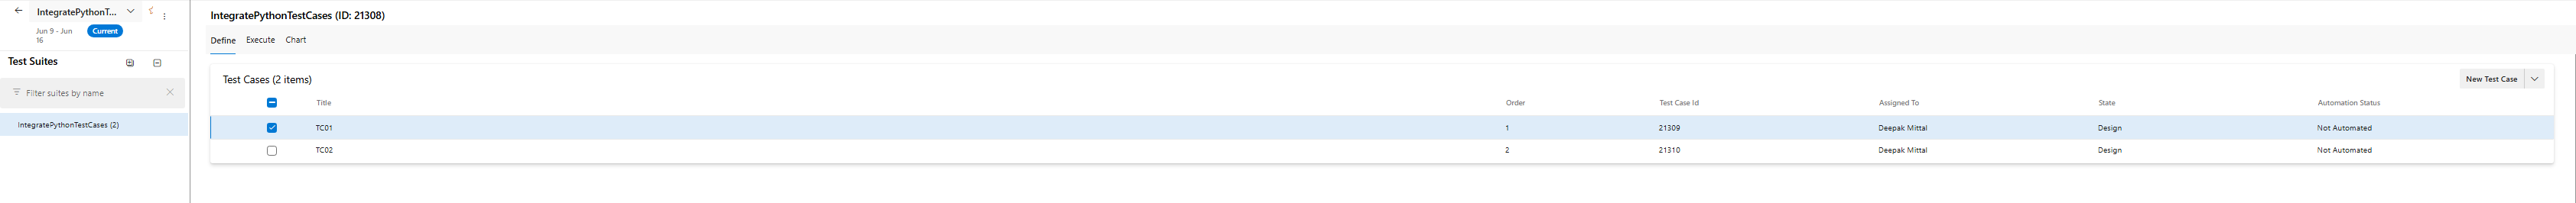 IntegratePythonT...
Jun 9 - Jun
16
Current
Test Suites
Filter suites by name
IntegratePythonTestCases (2)
IntegratePythonTestCases (ID: 21308)
Define Execute Chart
Test Cases (2 items)
New Test Case
Title Order Test Case Id Assigned To State Automation Status
TC01 1 21309 Deepak Mittal Design Not Automated
TC02 2 21310 Deepak Mittal Design Not Automated